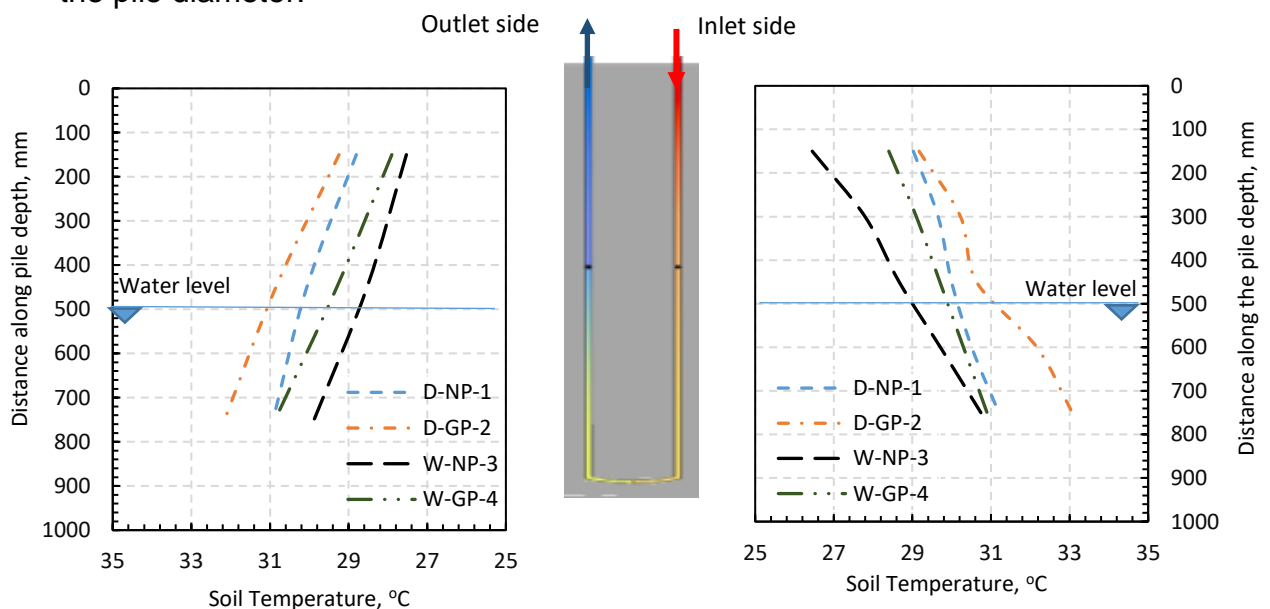 the pile diameter.
Outlet side
Inlet side
0
100
200
300
400
500
600
700
800
900
1000
35
33
31
29
27
25
Distance along pile depth, mm
Soil Temperature, °C
Water level
D-NP-1
D-GP-2
W-NP-3
W-GP-4
0
100
200
300
400
500
600
700
800
900
1000
25
27
29
31
33
35
Distance along the pile depth, mm
Soil Temperature, °C
Water level
D-NP-1
D-GP-2
W-NP-3
W-GP-4